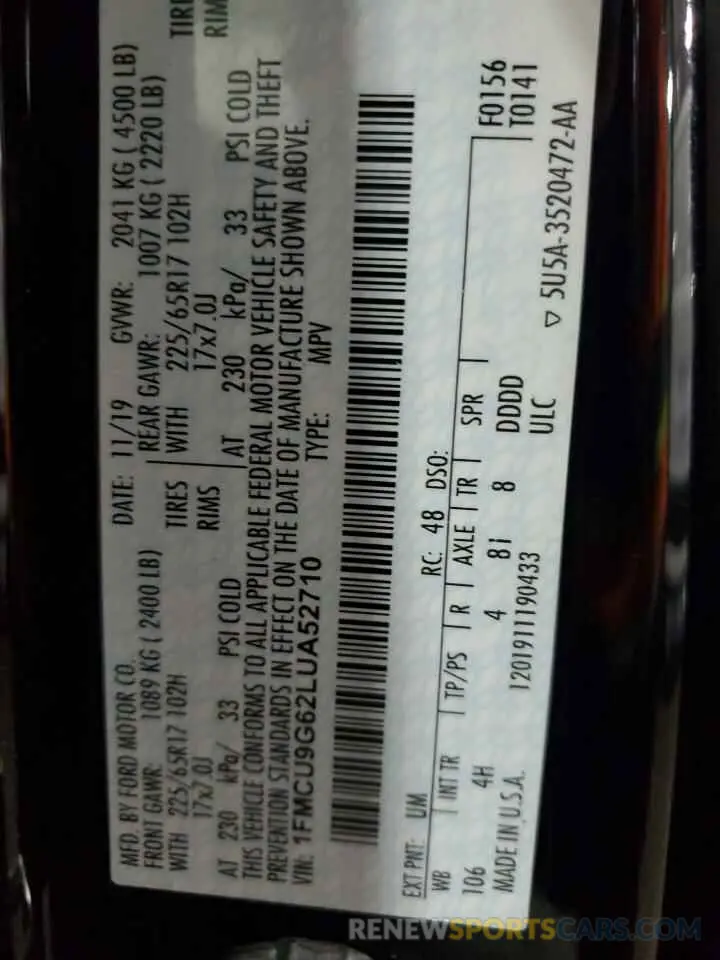 MFD. BY FORD MOTOR CO. DATE: 11/19 GVWR: 2041 KG ( 4500 LB)
FRONT GAWR: 1089 KG ( 2400 LB) REAR GAWR: 1007 KG ( 2220 LB)
WITH 225/65R17 102H TIRES WITH 225/65R17 102H TIRE
17x7.0J RIMS 17x7.0J RIM
AT 230 kPa/ 33 PSI COLD AT 230 kPa/ 33 PSI COLD
THIS VEHICLE CONFORMS TO ALL APPLICABLE FEDERAL MOTOR VEHICLE SAFETY AND THEFT
PREVENTION STANDARDS IN EFFECT ON THE DATE OF MANUFACTURE SHOWN ABOVE.
VIN: 1FMCU9G62LUA52710 TYPE: MPV
EXT PNT: UM RC: 48 DSO:
WB INT TR TP/PS R AXLE TR SPR F0156
106 4H 4 8I 8 DDDD T0141
MADE IN U.S.A. 1201911190433 ULC
▽ 5U5A-3520472-AA
RENEWSPORTSCARS.COM